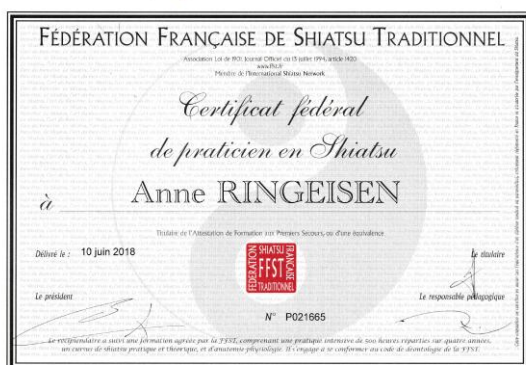 FÉDÉRATION FRANÇAISE DE SHIATSU TRADITIONNEL
Association Loi de 1901. Journal Officiel du 13 juillet 1994, article 1420
www.ffst.fr
Membre de l'International Shiatsu Network
Certificat fédéral
de praticien en Shiatsu
à Anne RINGEISEN
Titulaire de l'Attestation de Formation aux Premiers Secours, ou d'une équivalence.
Délivré le : 10 juin 2018
Le titulaire
FÉDÉRATION
SHIATSU
FFST
TRADITIONNEL
FRANÇAISE
Le président
Le responsable pédagogique
N° P021665
Le récipiendaire a suivi une formation agréée par la FFST, comprenant une pratique intensive de 500 heures réparties sur quatre années,
un cursus de shiatsu pratique et théorique, et d'anatomie physiologie. Il s'engage à se conformer au code de déontologie de la FFST.